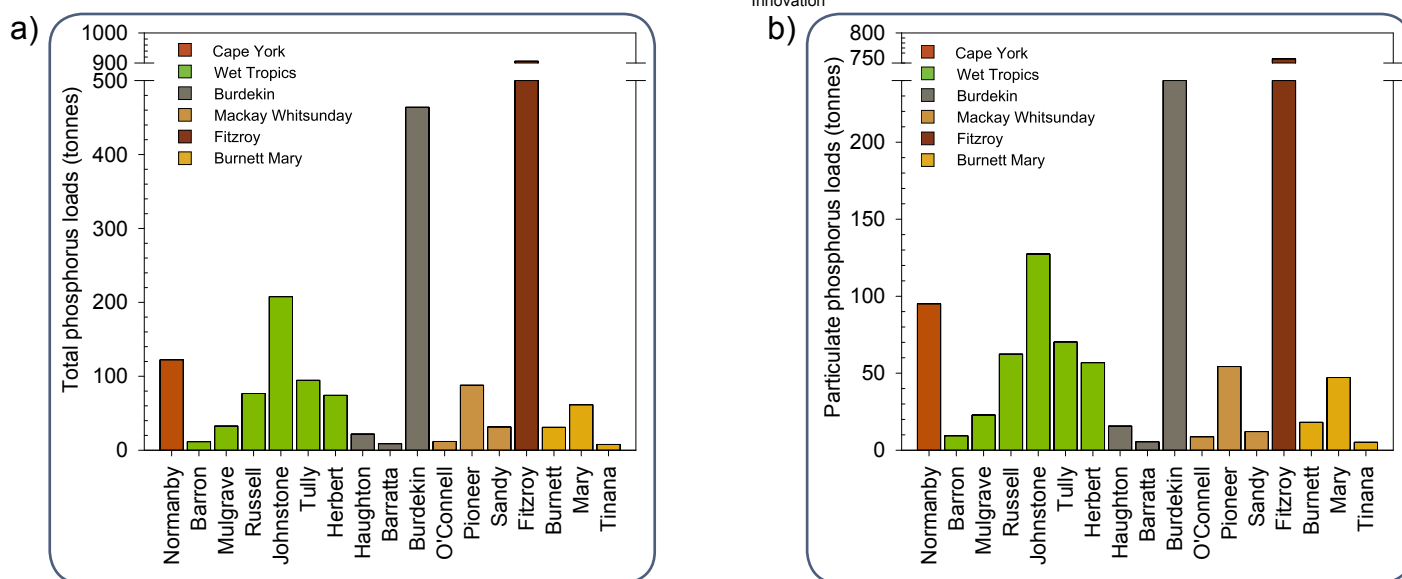 Innovation
a)
Total phosphorus loads (tonnes)
1000
900
500
400
300
200
100
0
Cape York
Wet Tropics
Burdekin
Mackay Whitsunday
Fitzroy
Burnett Mary
Normanby
Barron
Mulgrave
Russell
Johnstone
Tully
Herbert
Haughton
Barratta
Burdekin
O'Connell
Pioneer
Sandy
Fitzroy
Burnett
Mary
Tinana
b)
Particulate phosphorus loads (tonnes)
800
750
200
150
100
50
0
Cape York
Wet Tropics
Burdekin
Mackay Whitsunday
Fitzroy
Burnett Mary
Normanby
Barron
Mulgrave
Russell
Johnstone
Tully
Herbert
Haughton
Barratta
Burdekin
O'Connell
Pioneer
Sandy
Fitzroy
Burnett
Mary
Tinana